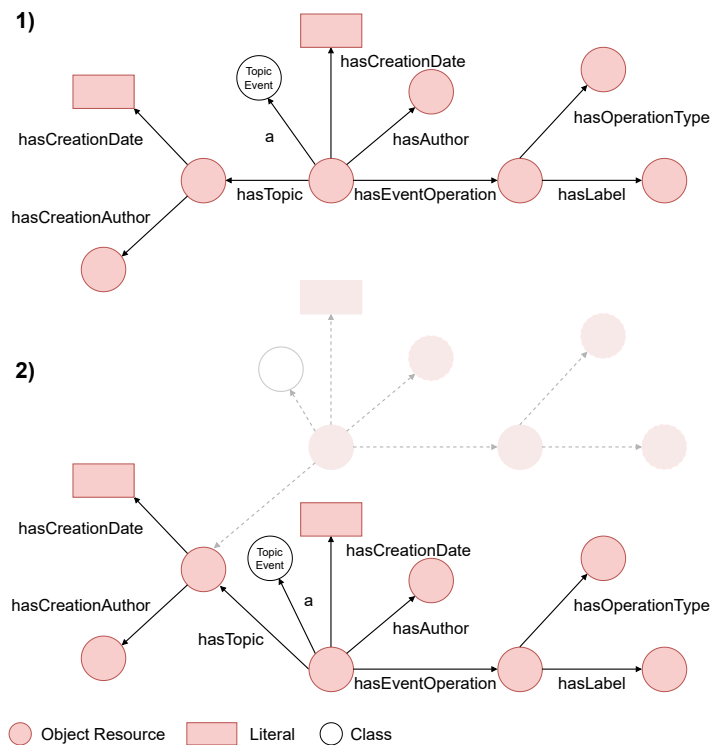 1)
Topic
Event
hasCreationDate
hasCreationDate
hasAuthor
hasOperationType
a
hasTopic
hasEventOperation
hasLabel
hasCreationAuthor
2)
hasCreationDate
Topic
Event
hasCreationDate
hasCreationAuthor
a
hasOperationType
hasTopic
hasAuthor
hasEventOperation
hasLabel
Object Resource
Literal
Class